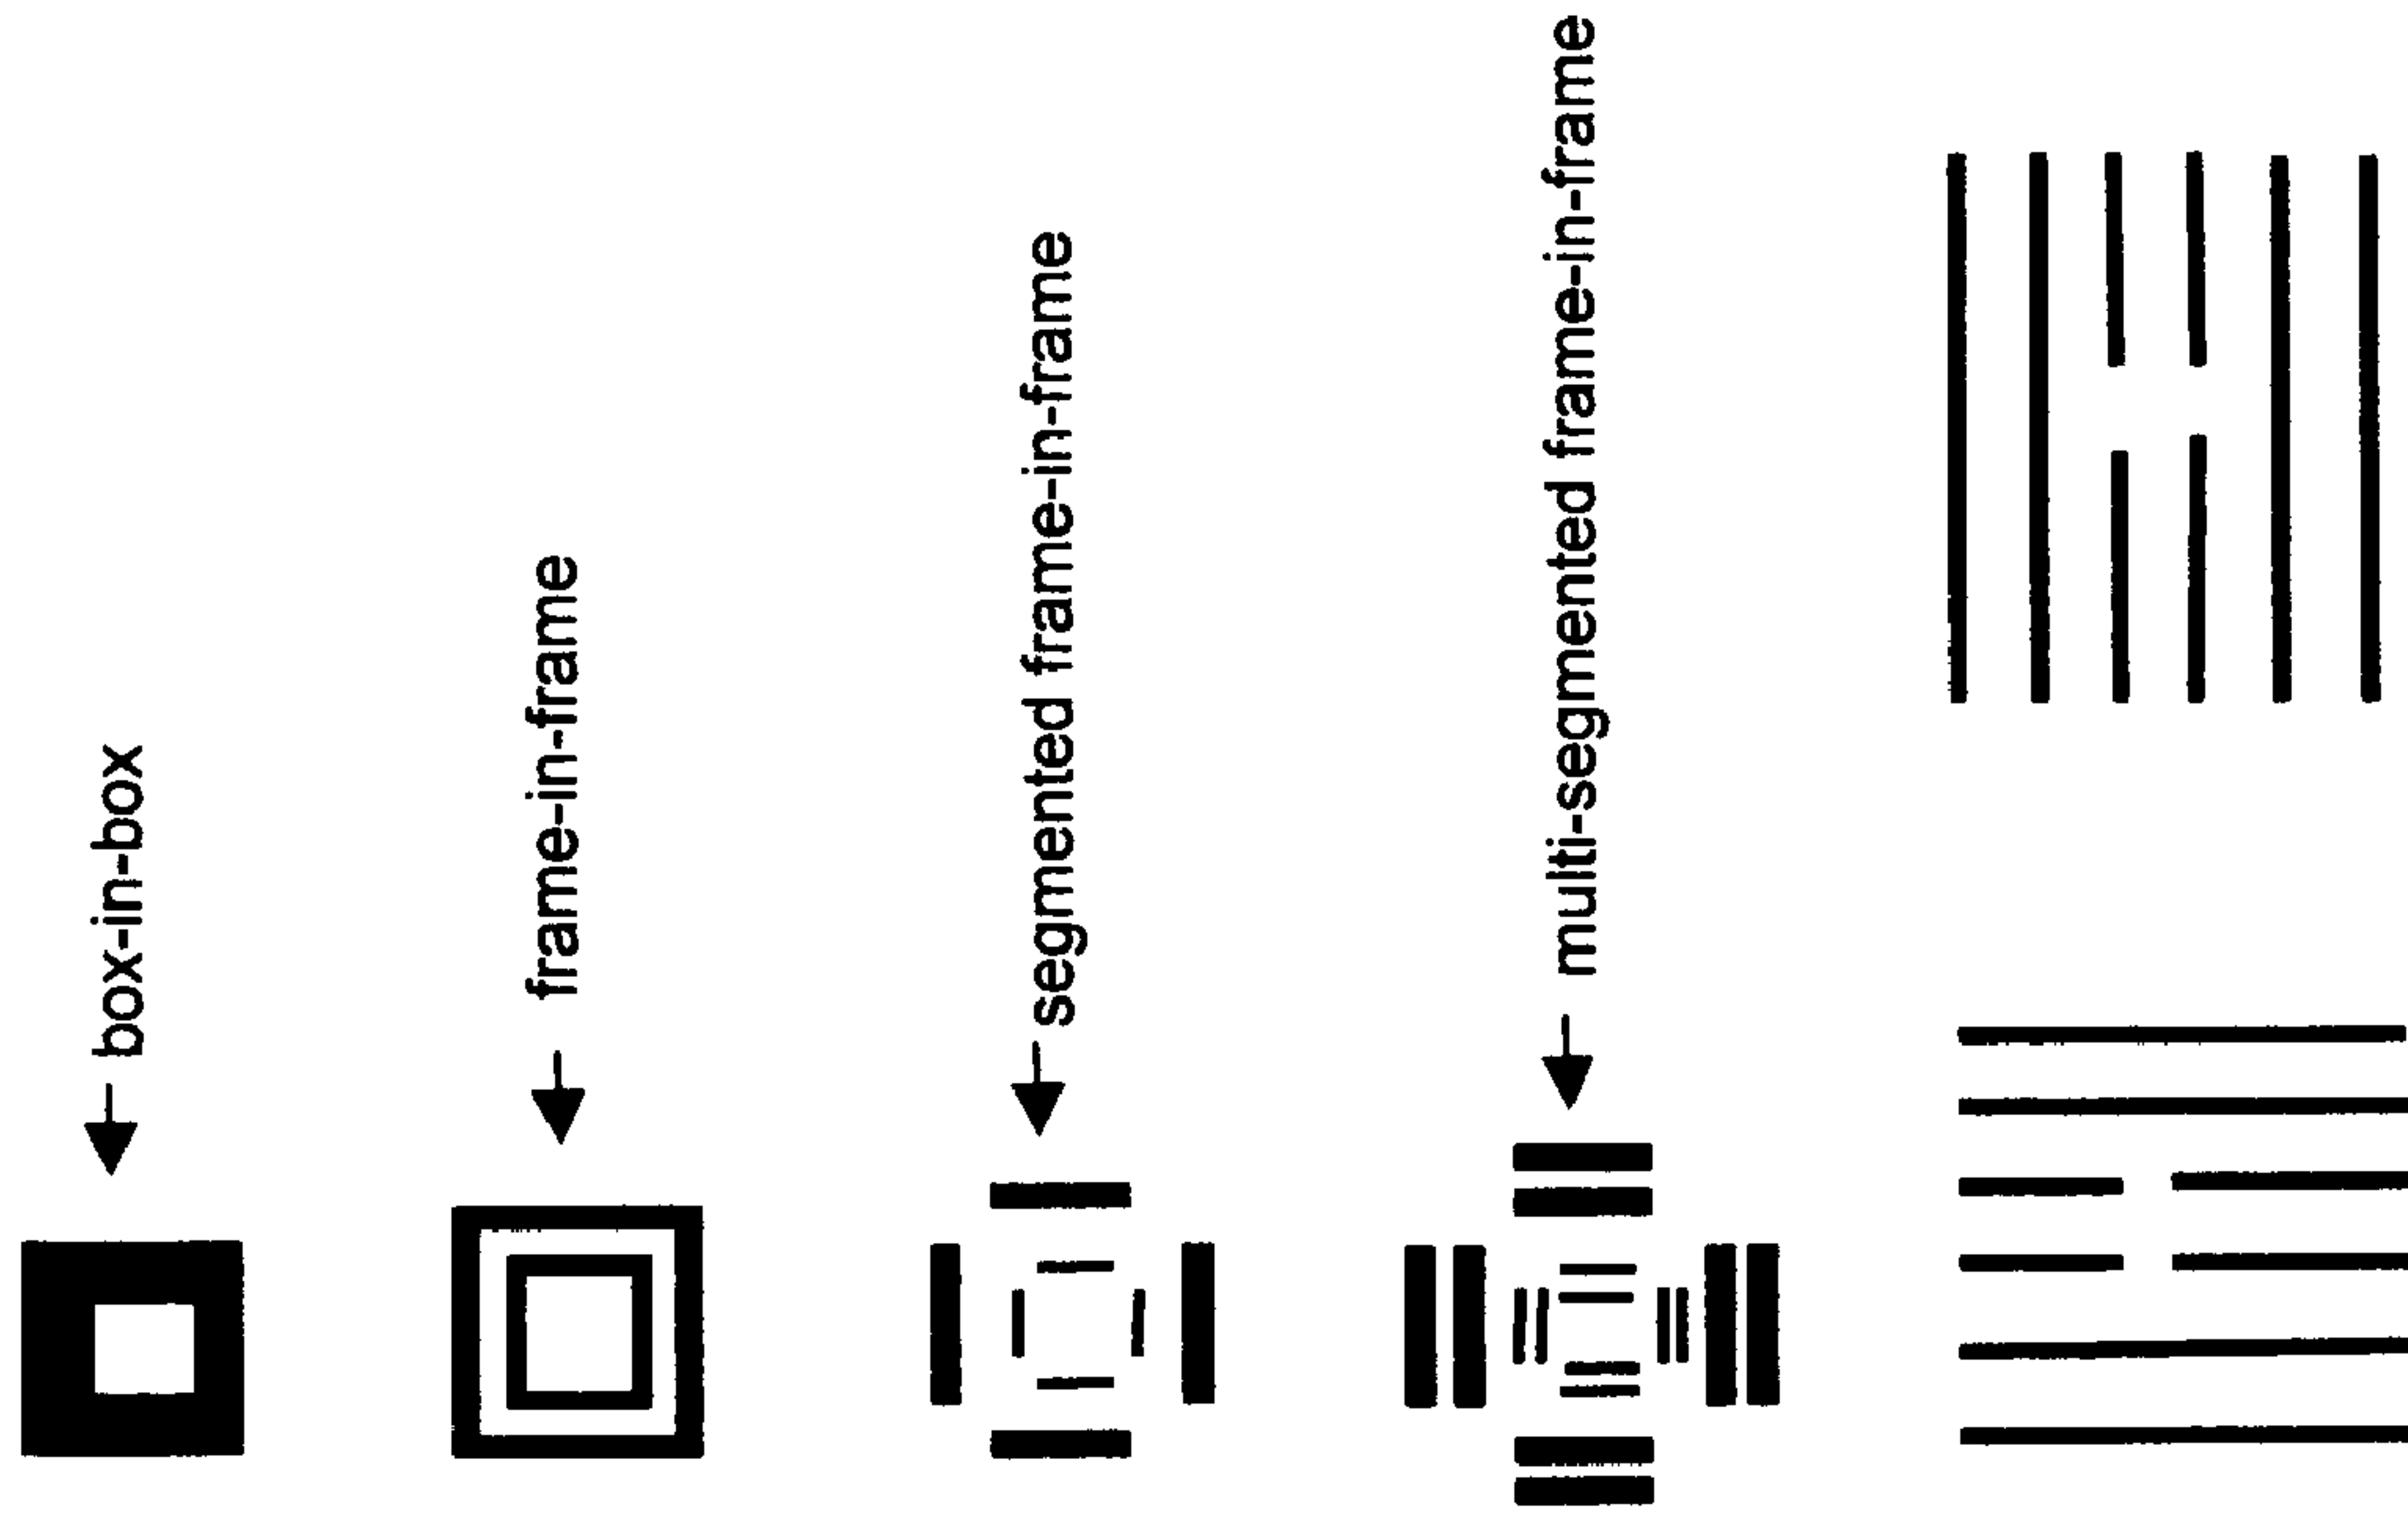 box-in-box
frame-in-frame
segmented frame-in-frame
multi-segmented frame-in-frame